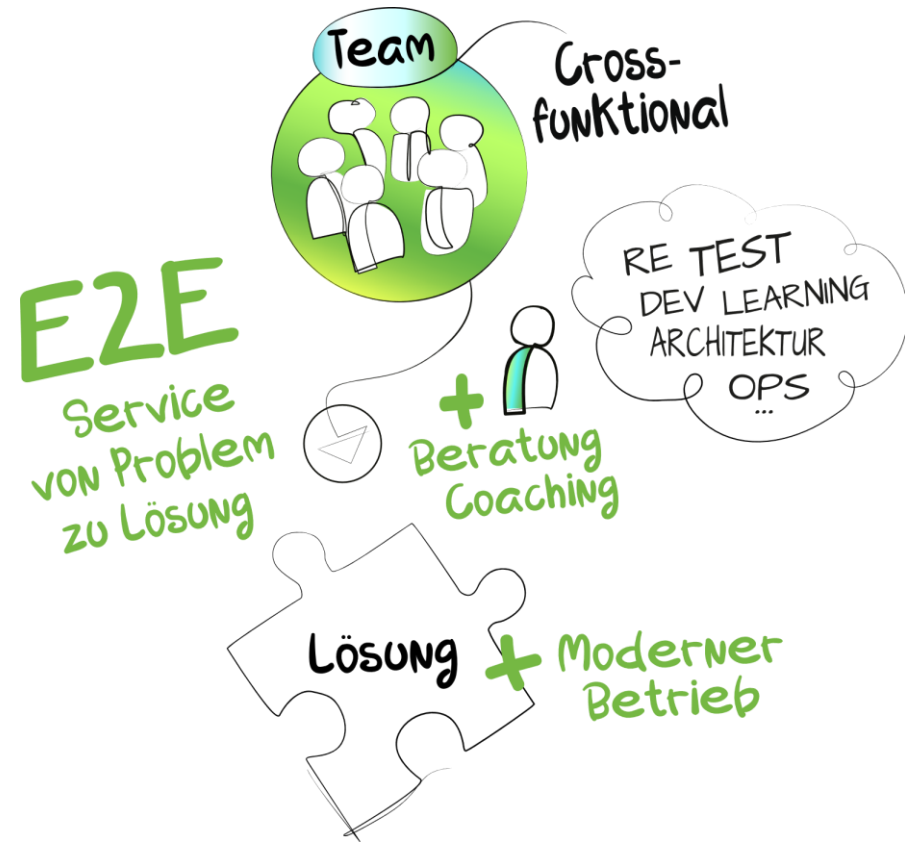 Team
Cross-
funktional
RE TEST
DEV LEARNING
ARCHITEKTUR
OPS
...
E2E
Service
von Problem
zu Lösung
+
Beratung
Coaching
Lösung
+ Moderner
Betrieb